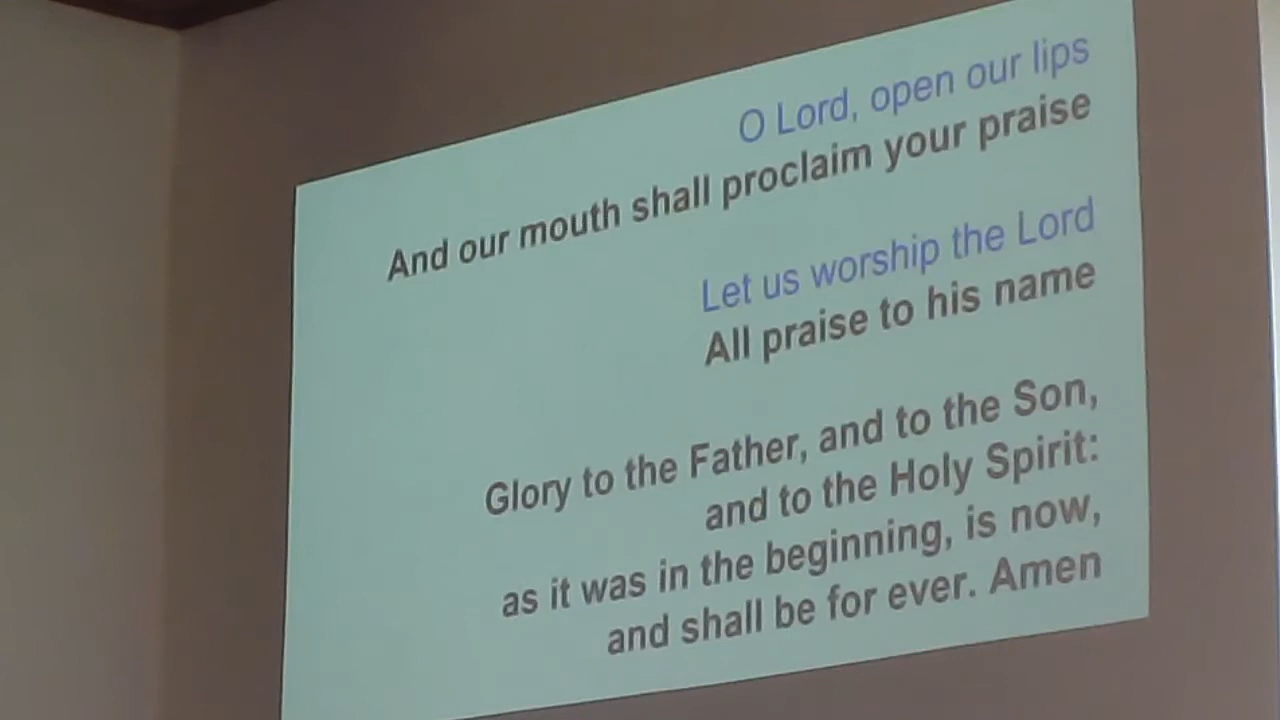 O Lord, open our lips
And our mouth shall proclaim your praise
Let us worship the Lord
All praise to his name
Glory to the Father, and to the Son,
and to the Holy Spirit:
as it was in the beginning, is now,
and shall be for ever. Amen